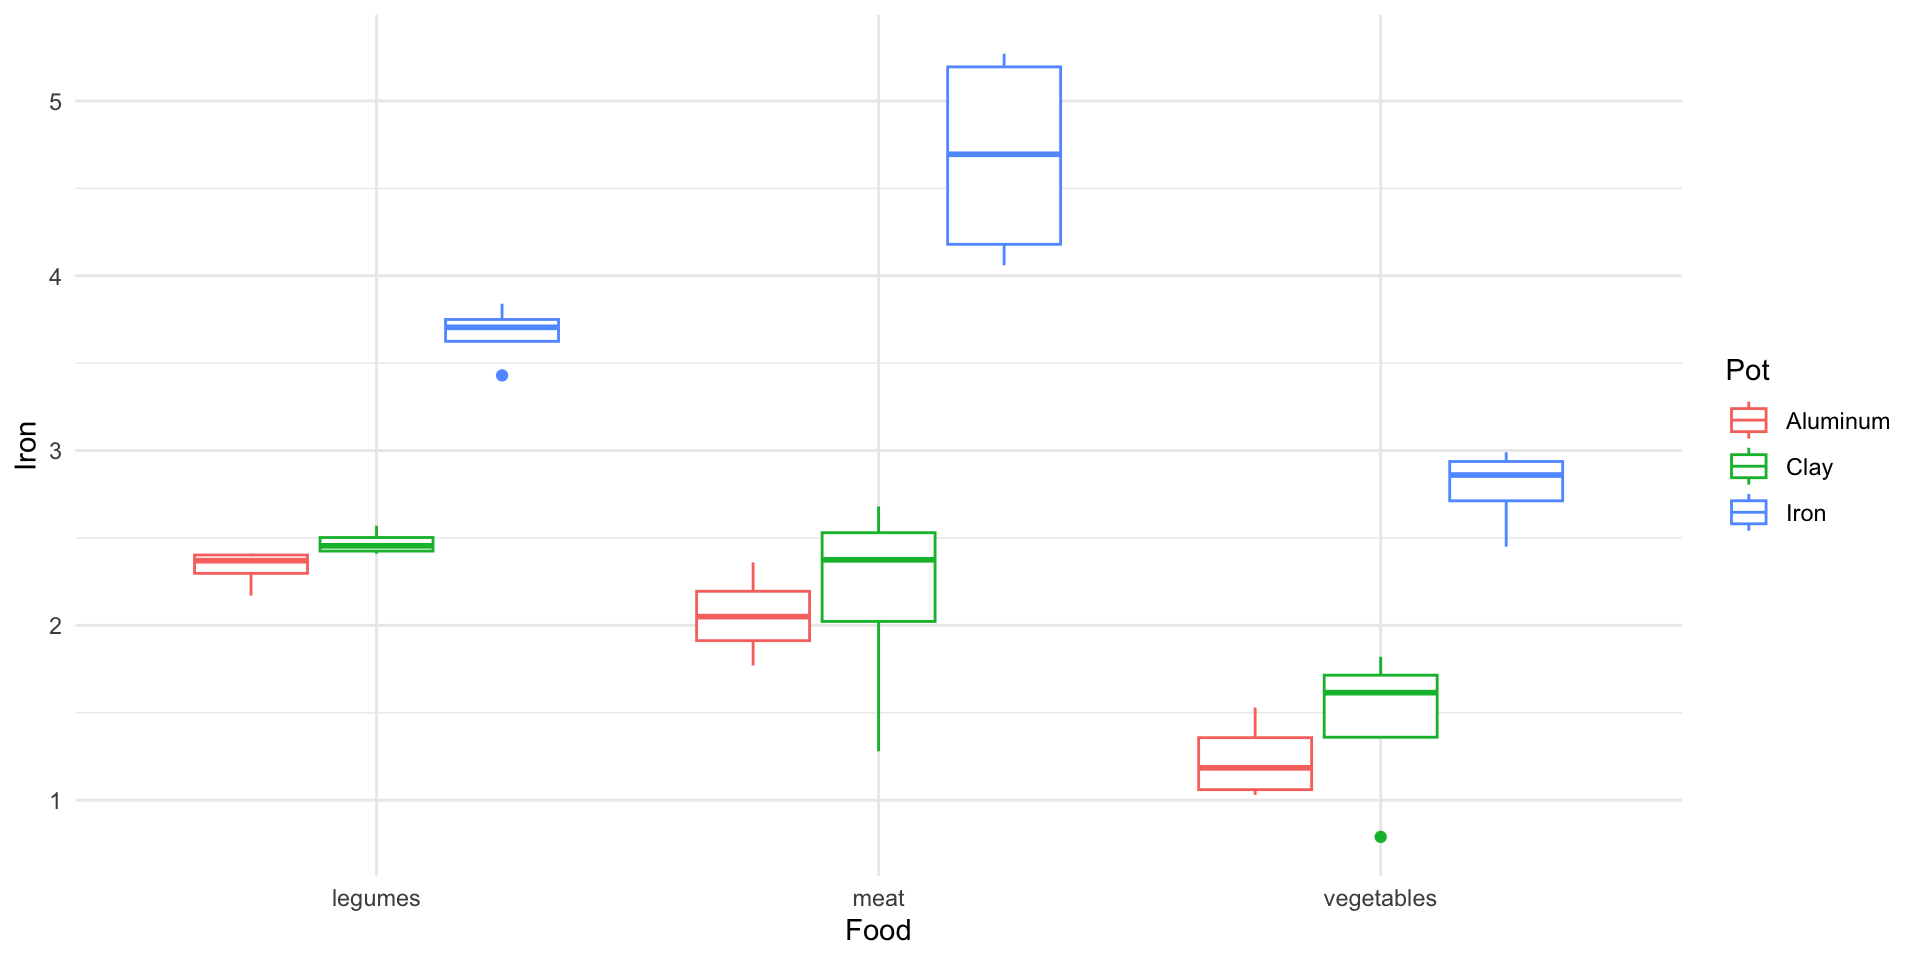 Iron
5
4
3
2
1
legumes
meat
vegetables
Food
Pot
Aluminum
Clay
Iron